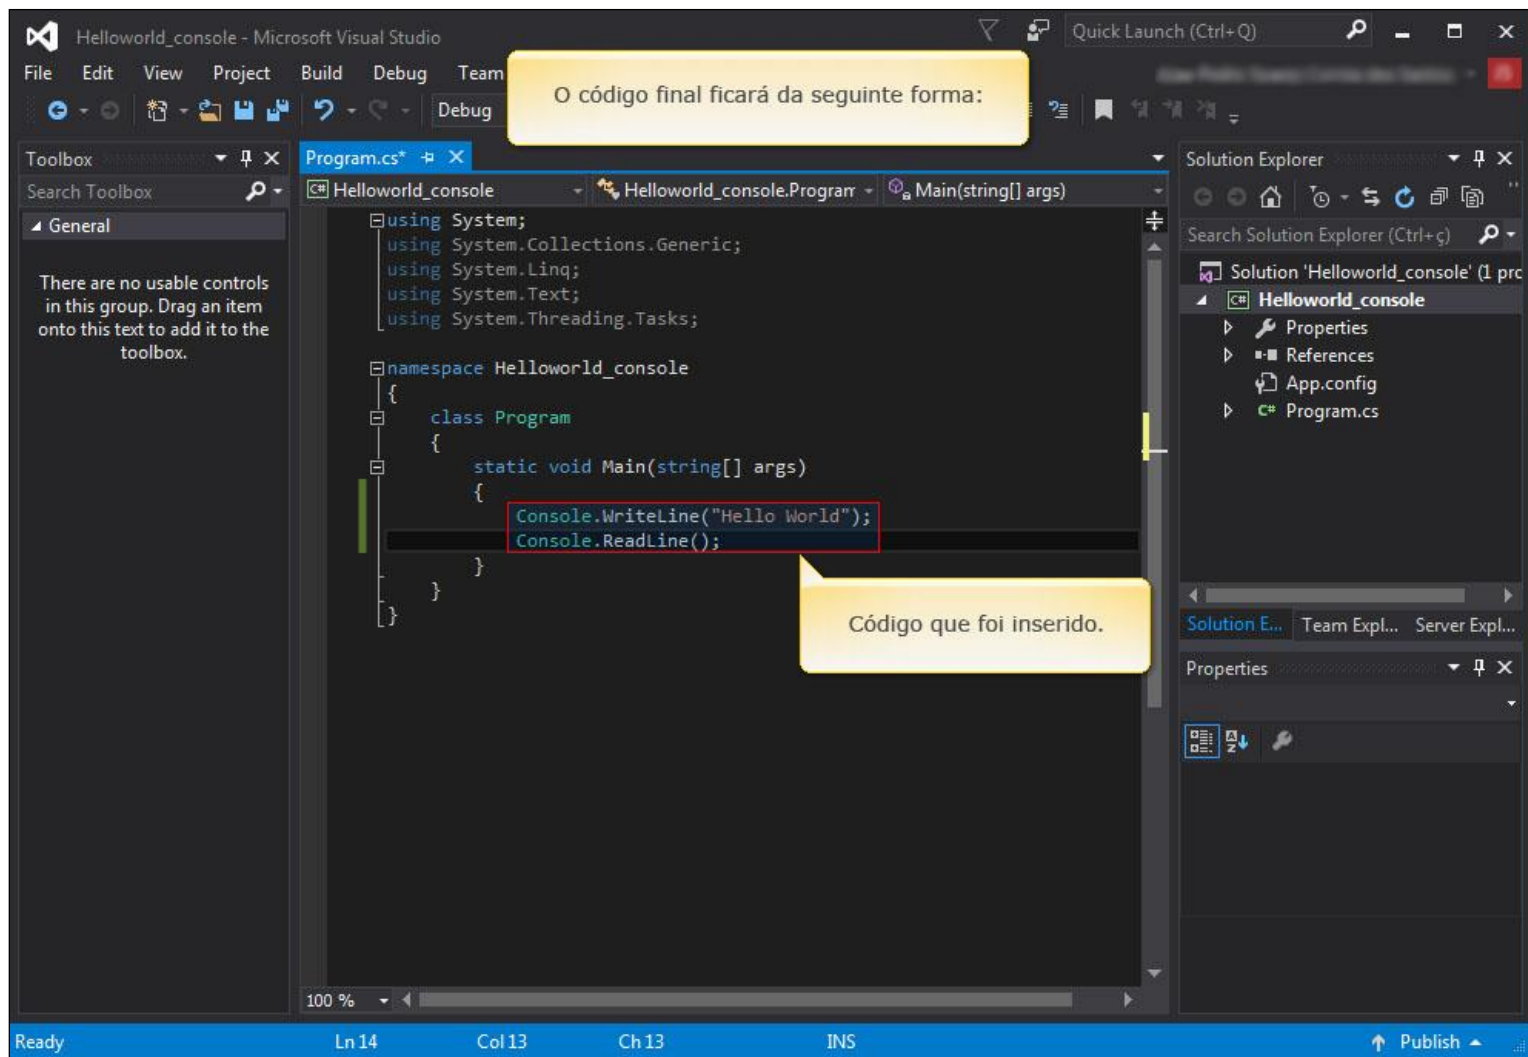 Helloworld_console - Microsoft Visual Studio
Quick Launch (Ctrl+Q)
File Edit View Project Build Debug Team
O código final ficará da seguinte forma:
Debug
Toolbox
Search Toolbox
General
There are no usable controls
in this group. Drag an item
onto this text to add it to the
toolbox.
Program.cs*
Helloworld_console
Helloworld_console.Program
Main(string[] args)
using System;
using System.Collections.Generic;
using System.Linq;
using System.Text;
using System.Threading.Tasks;
namespace Helloworld_console
{
class Program
{
static void Main(string[] args)
{
Console.WriteLine("Hello World");
Console.ReadLine();
}
}
}
Código que foi inserido.
100 %
Solution Explorer
Search Solution Explorer (Ctrl+ç)
Solution 'Helloworld_console' (1 pro
C# Helloworld_console
Properties
References
App.config
C# Program.cs
Solution E... Team Expl... Server Expl...
Properties
Ready Ln 14 Col 13 Ch 13 INS Publish